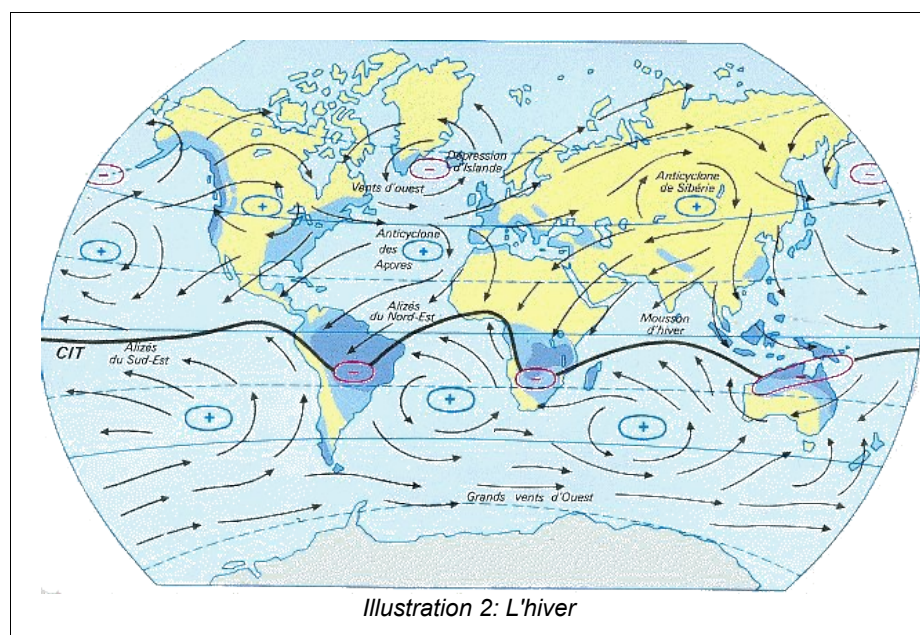 Dépression
d'Islande
Vents d'ouest
Anticyclone
de Sibérie
Anticyclone
des
Açores
Alizés
du Nord-Est
Mousson
d'hiver
CIT
Alizés
du Sud-Est
Grands vents d'Ouest
Illustration 2: L'hiver